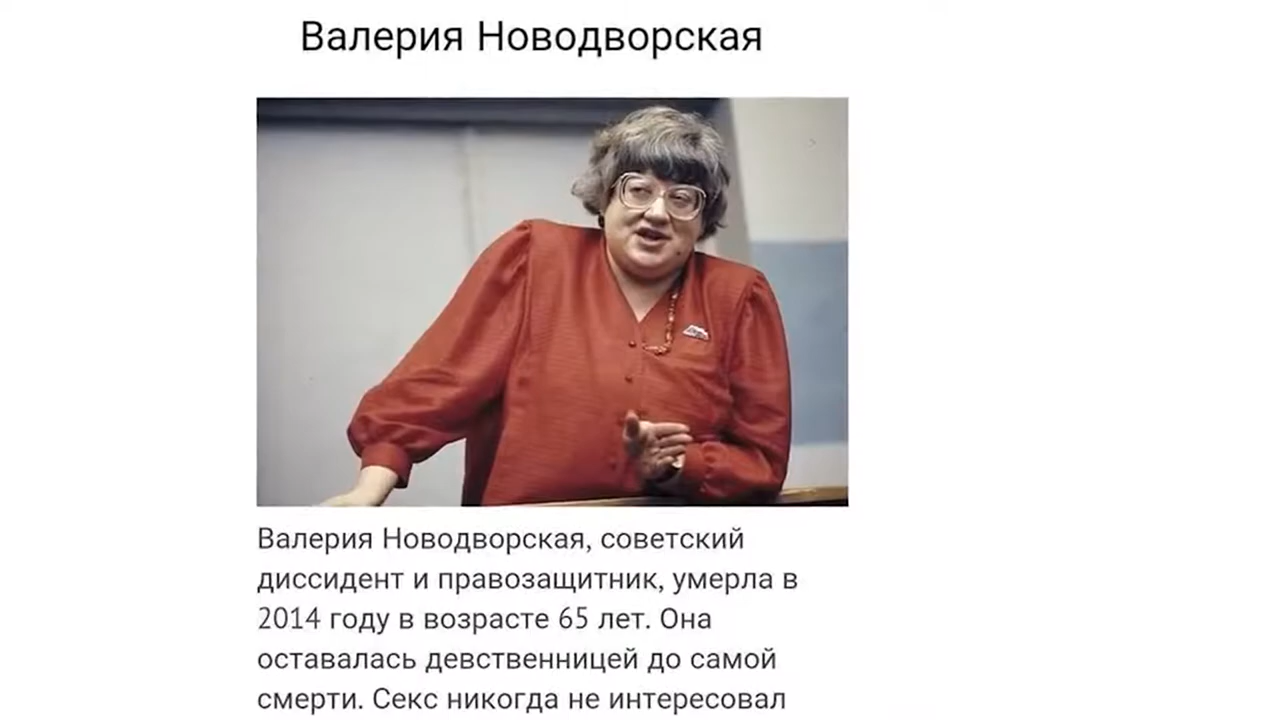 Валерия Новодворская
Валерия Новодворская, советский
диссидент и правозащитник, умерла в
2014 году в возрасте 65 лет. Она
оставалась девственницей до самой
смерти. Секс никогда не интересовал